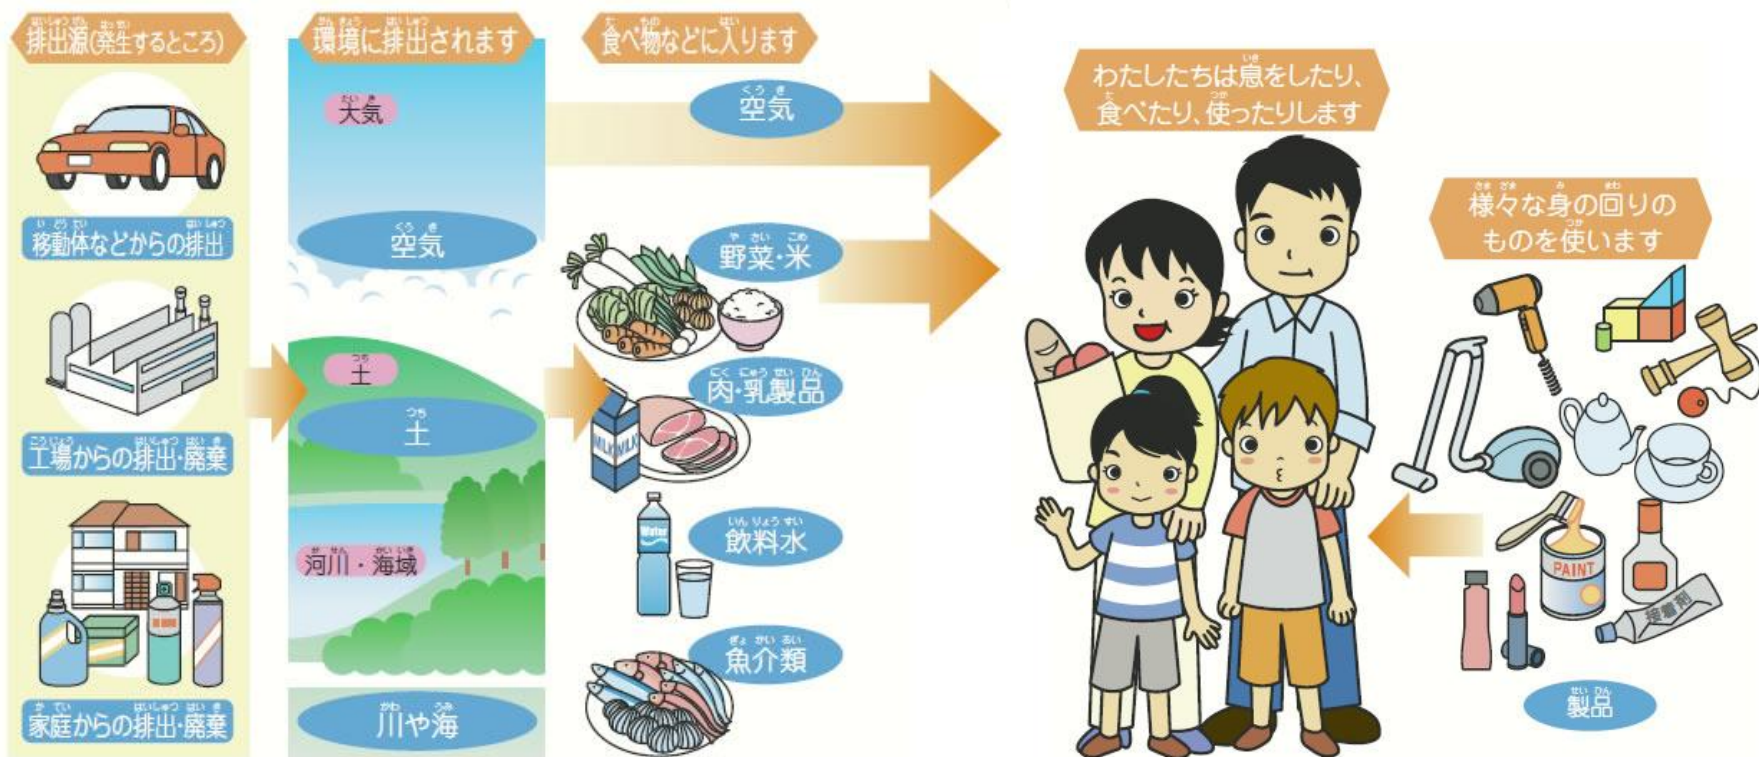 排出源(発生するところ)
移動体などからの排出
工場からの排出・廃棄
家庭からの排出・廃棄
環境に排出されます
大気
空気
土
土
河川・海域
川や海
食べ物などに入ります
空気
野菜・米
肉・乳製品
MILK MILK
飲料水
Water
魚介類
わたしたちは息をしたり、
食べたり、使ったりします
様々な身の回りの
ものを使います
PAINT
接着剤
製品